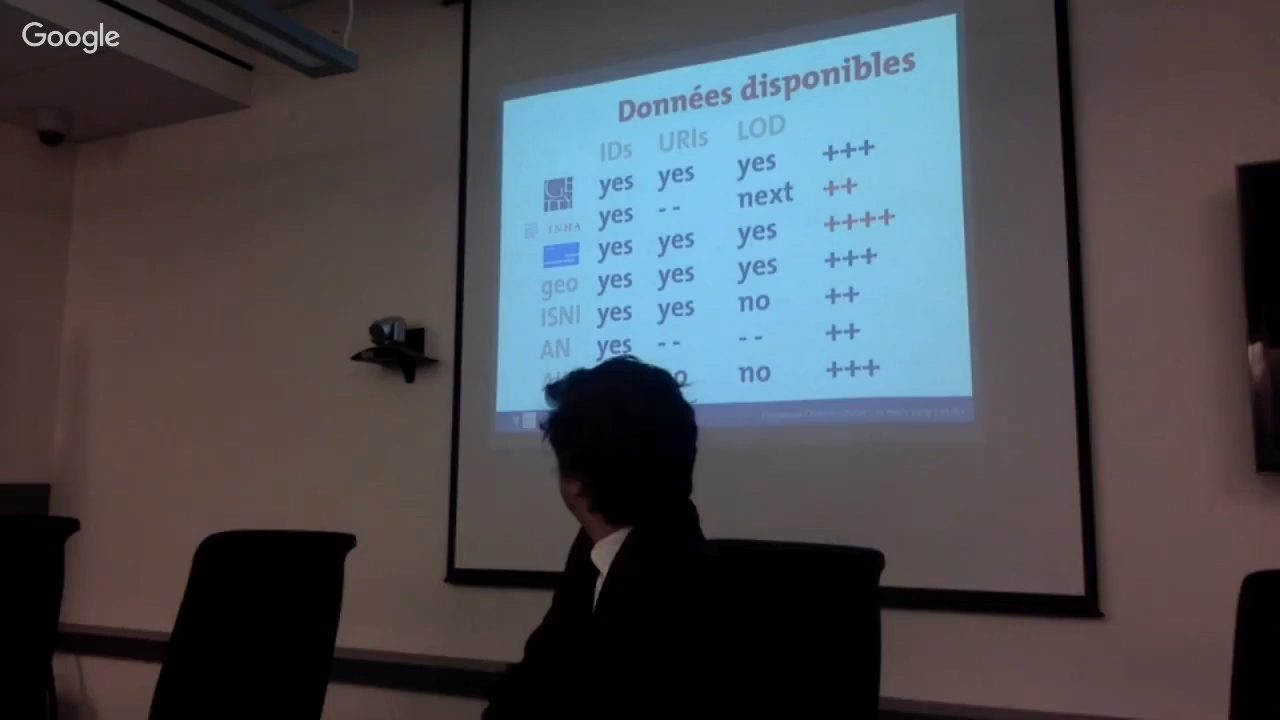 Google
Données disponibles
IDs URIs LOD
yes yes yes +++
INHA yes -- next ++
yes yes yes ++++
geo yes yes yes +++
ISNI yes yes no ++
AN yes -- -- ++
no +++